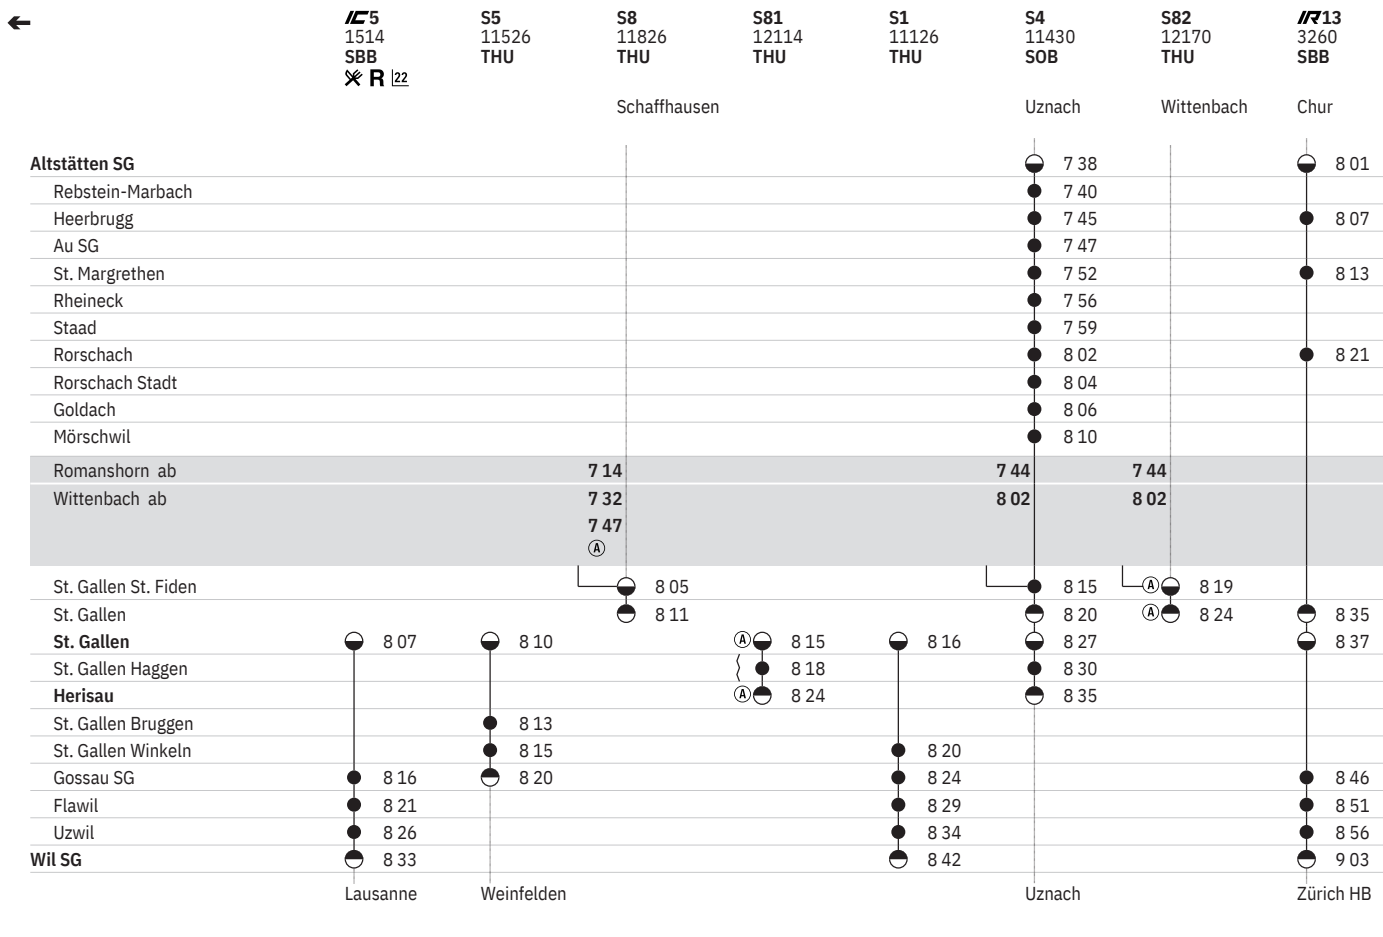 IC5 S5 S8 S81 S1 S4 S82 IR13
1514 11526 11826 12114 11126 11430 12170 3260
SBB THU THU THU THU SOB THU SBB
R 22
Schaffhausen Uznach Wittenbach Chur
Altstätten SG 7 38 8 01
Rebstein-Marbach 7 40
Heerbrugg 7 45 8 07
Au SG 7 47
St. Margrethen 7 52 8 13
Rheineck 7 56
Staad 7 59
Rorschach 8 02 8 21
Rorschach Stadt 8 04
Goldach 8 06
Mörschwil 8 10
Romanshorn ab 7 14 7 44 7 44
Wittenbach ab 7 32 8 02 8 02
7 47
A
St. Gallen St. Fiden 8 05 8 15 A 8 19
St. Gallen 8 11 8 20 A 8 24 8 35
St. Gallen 8 07 8 10 A 8 15 8 16 8 27 8 37
St. Gallen Haggen 8 18 8 30
Herisau A 8 24 8 35
St. Gallen Bruggen 8 13
St. Gallen Winkeln 8 15 8 20
Gossau SG 8 16 8 20 8 24 8 46
Flawil 8 21 8 29 8 51
Uzwil 8 26 8 34 8 56
Wil SG 8 33 8 42 9 03
Lausanne Weinfelden Uznach Zürich HB